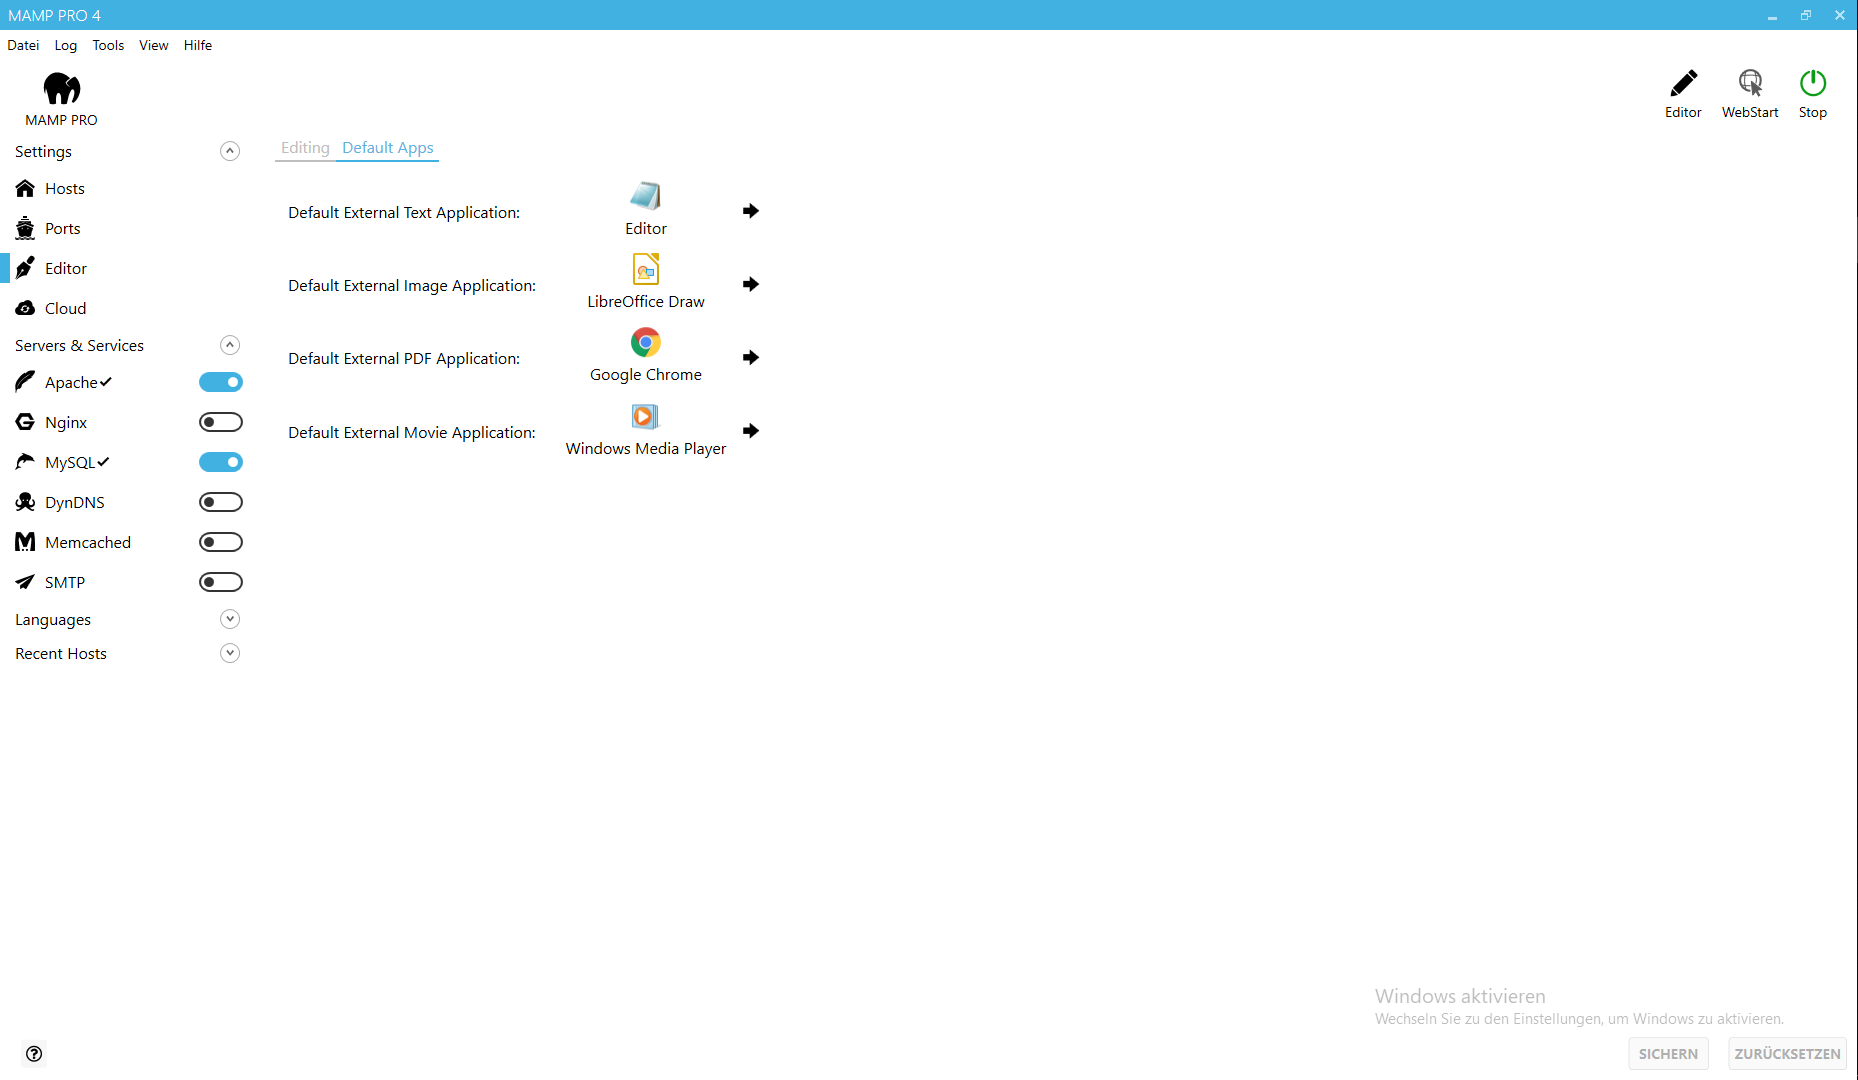 MAMP PRO 4
Datei Log Tools View Hilfe
MAMP PRO
Editor WebStart Stop
Settings
Editing Default Apps
Hosts
Default External Text Application:
Editor
Ports
Editor
Default External Image Application:
LibreOffice Draw
Cloud
Servers & Services
Default External PDF Application:
Google Chrome
Apache
Nginx
Default External Movie Application:
Windows Media Player
MySQL
DynDNS
Memcached
SMTP
Languages
Recent Hosts
Windows aktivieren
Wechseln Sie zu den Einstellungen, um Windows zu aktivieren.
SICHERN ZURÜCKSETZEN